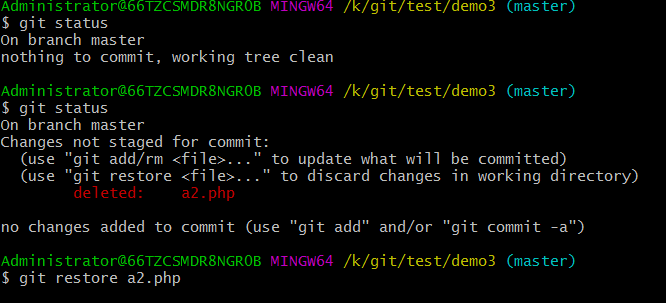 Administrator@66TZCSMDR8NGR0B MINGW64 /k/git/test/demo3 (master)
$ git status
On branch master
nothing to commit, working tree clean
Administrator@66TZCSMDR8NGR0B MINGW64 /k/git/test/demo3 (master)
$ git status
On branch master
Changes not staged for commit:
  (use "git add/rm <file>..." to update what will be committed)
  (use "git restore <file>..." to discard changes in working directory)
        deleted:    a2.php
no changes added to commit (use "git add" and/or "git commit -a")
Administrator@66TZCSMDR8NGR0B MINGW64 /k/git/test/demo3 (master)
$ git restore a2.php